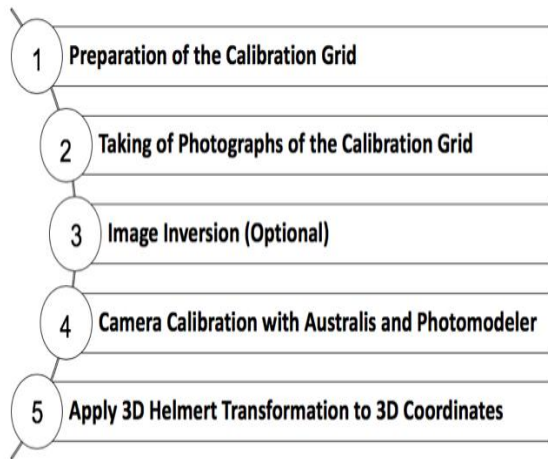 1 Preparation of the Calibration Grid
2 Taking of Photographs of the Calibration Grid
3 Image Inversion (Optional)
4 Camera Calibration with Australis and Photomodeler
5 Apply 3D Helmert Transformation to 3D Coordinates